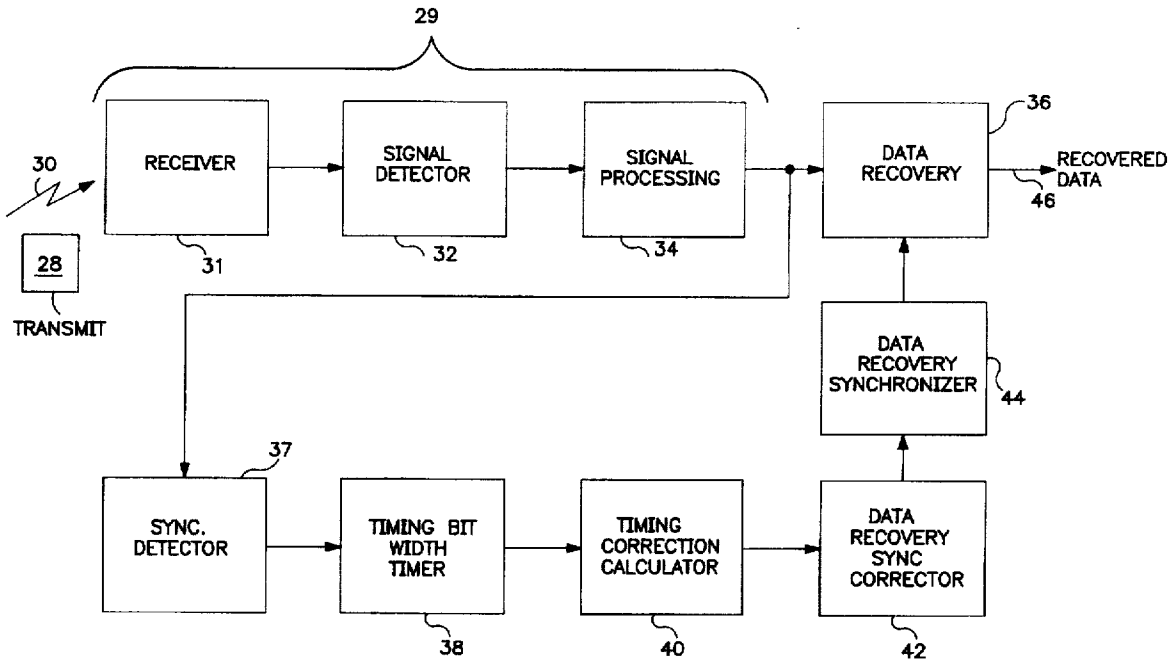 29
RECEIVER
SIGNAL
DETECTOR
SIGNAL
PROCESSING
DATA
RECOVERY
36
RECOVERED
DATA
46
30
31
32
34
28
TRANSMIT
DATA
RECOVERY
SYNCHRONIZER
44
37
SYNC.
DETECTOR
TIMING BIT
WIDTH
TIMER
TIMING
CORRECTION
CALCULATOR
DATA
RECOVERY
SYNC
CORRECTOR
38
40
42